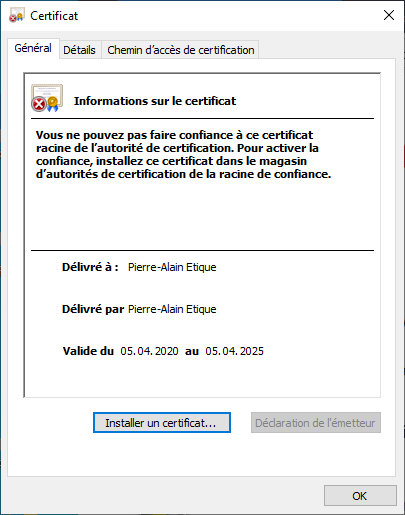 Certificat
Général
Détails
Chemin d’accès de certification
Informations sur le certificat
Vous ne pouvez pas faire confiance à ce certificat
racine de l’autorité de certification. Pour activer la
confiance, installez ce certificat dans le magasin
d’autorités de certification de la racine de confiance.
Délivré à : Pierre-Alain Etique
Délivré par Pierre-Alain Etique
Valide du 05.04.2020 au 05.04.2025
Installer un certificat...
Déclaration de l'émetteur
OK